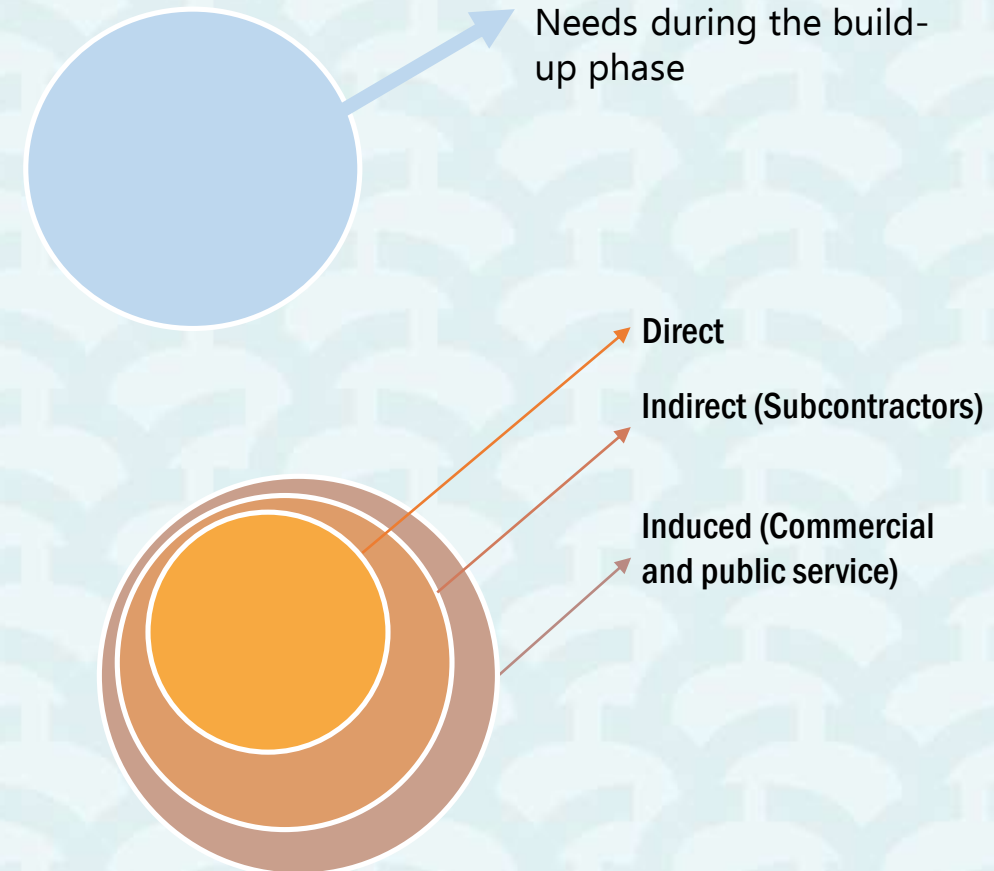 Needs during the build-
up phase
Direct
Indirect (Subcontractors)
Induced (Commercial
and public service)